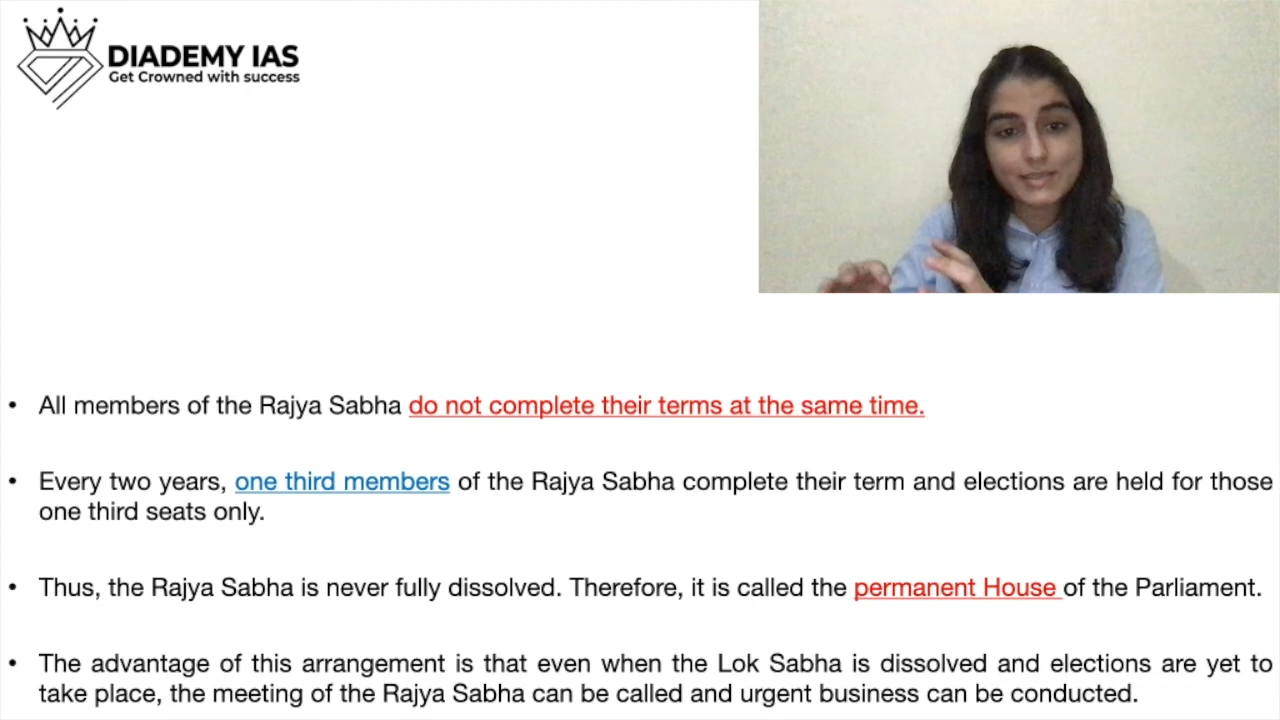 DIADEMY IAS
Get Crowned with success
• All members of the Rajya Sabha do not complete their terms at the same time.
• Every two years, one third members of the Rajya Sabha complete their term and elections are held for those
one third seats only.
• Thus, the Rajya Sabha is never fully dissolved. Therefore, it is called the permanent House of the Parliament.
• The advantage of this arrangement is that even when the Lok Sabha is dissolved and elections are yet to
take place, the meeting of the Rajya Sabha can be called and urgent business can be conducted.